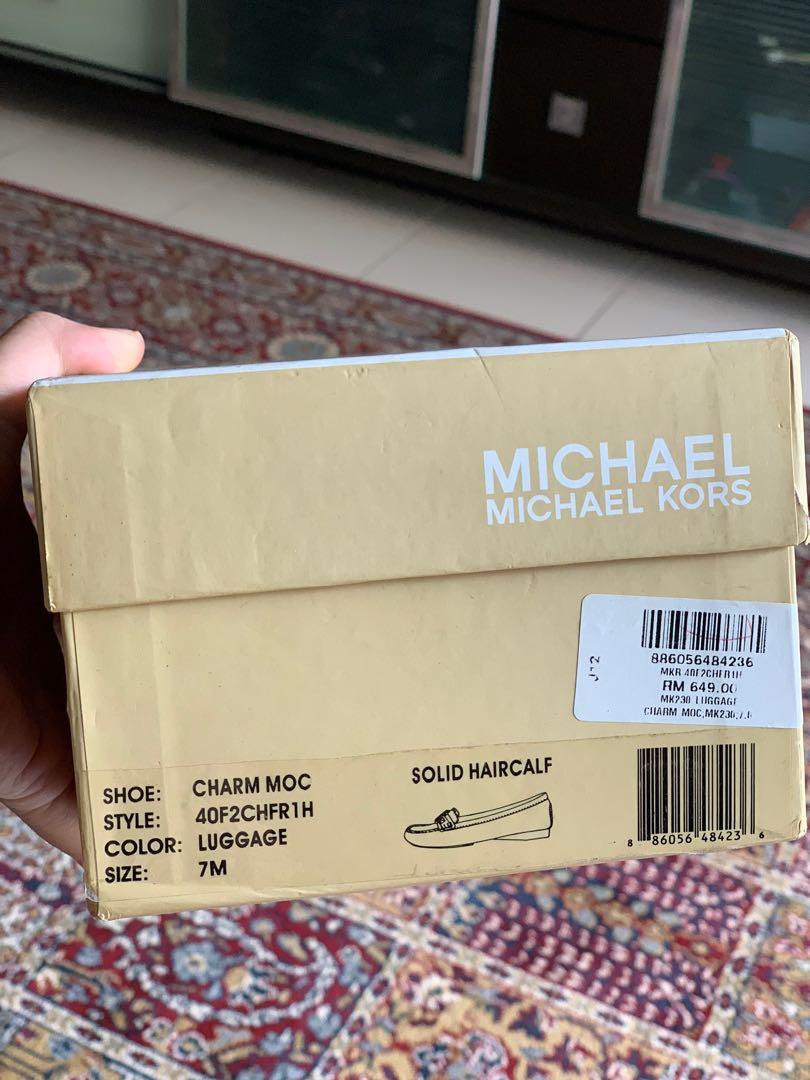 MICHAEL
MICHAEL KORS
J12
886056484236
MKR 40F2CHFR1H
RM 649.00
MK230 LUGGAGE
CHARM MOC,MK230,7.0
SHOE: CHARM MOC
STYLE: 40F2CHFR1H
COLOR: LUGGAGE
SIZE: 7M
SOLID HAIRCALF
8 86056 48423 6